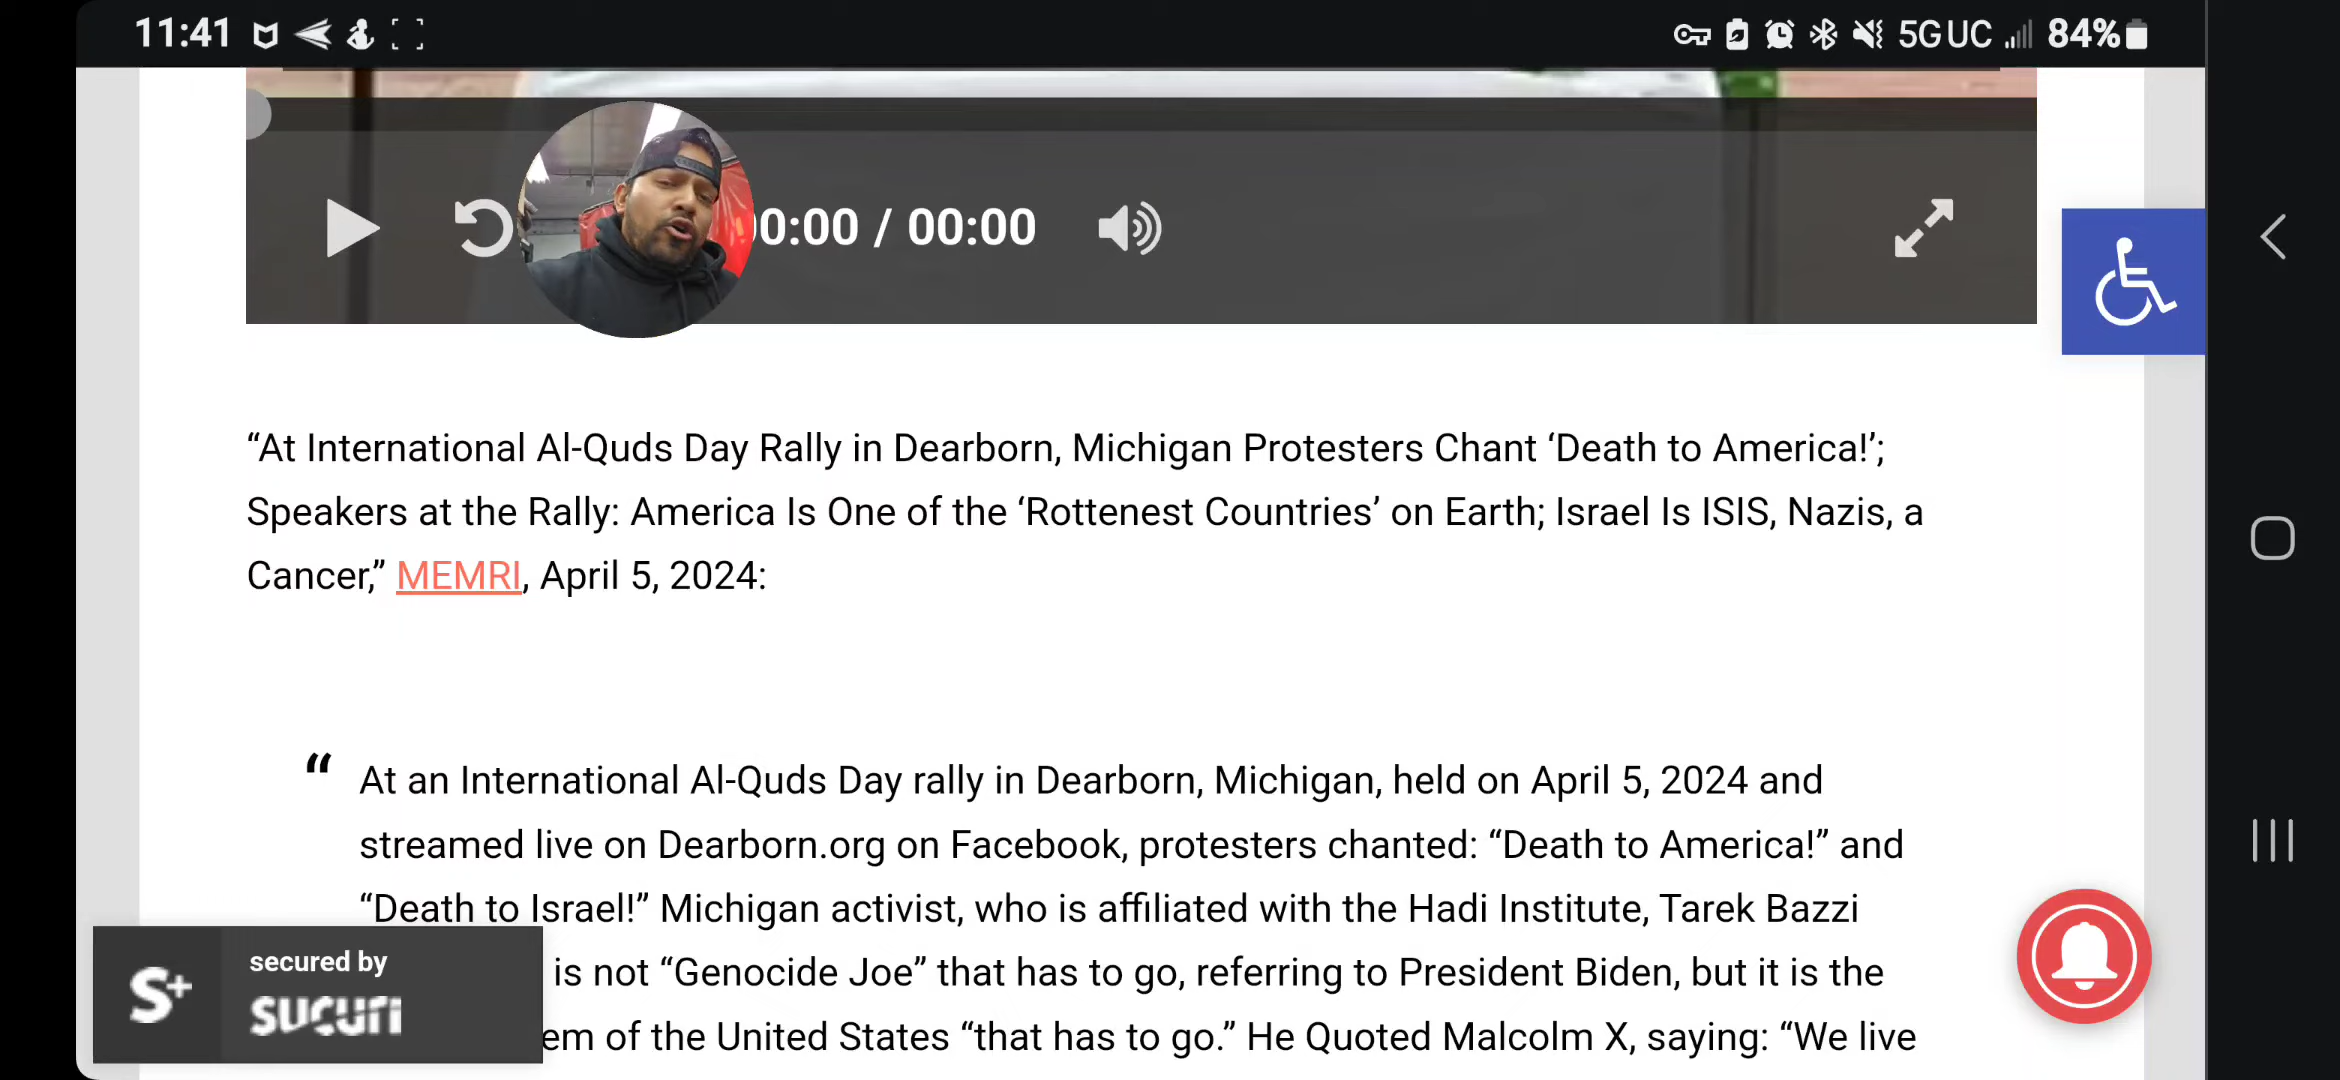 11:41
5G UC 84%
00:00 / 00:00
“At International Al-Quds Day Rally in Dearborn, Michigan Protesters Chant ‘Death to America!’;
Speakers at the Rally: America Is One of the ‘Rottenest Countries’ on Earth; Israel Is ISIS, Nazis, a
Cancer,” MEMRI, April 5, 2024:
“ At an International Al-Quds Day rally in Dearborn, Michigan, held on April 5, 2024 and
streamed live on Dearborn.org on Facebook, protesters chanted: “Death to America!” and
“Death to Israel!” Michigan activist, who is affiliated with the Hadi Institute, Tarek Bazzi
is not “Genocide Joe” that has to go, referring to President Biden, but it is the
em of the United States “that has to go.” He Quoted Malcolm X, saying: “We live
S+ secured by
sucuri